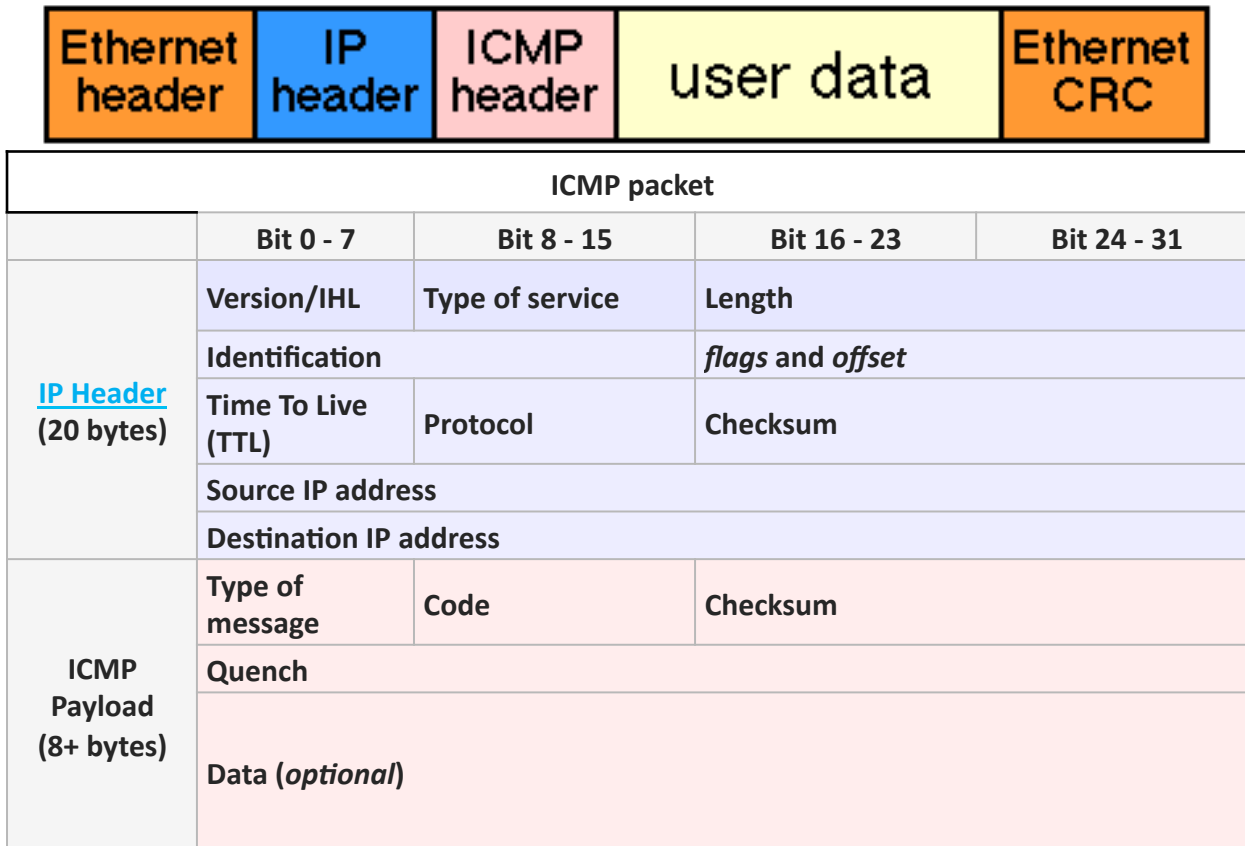 Ethernet header IP header ICMP header user data Ethernet CRC
ICMP packet
Bit 0 - 7 Bit 8 - 15 Bit 16 - 23 Bit 24 - 31
IP Header
(20 bytes)
Version/IHL Type of service Length
Identification flags and offset
Time To Live
(TTL) Protocol Checksum
Source IP address
Destination IP address
ICMP
Payload
(8+ bytes)
Type of
message Code Checksum
Quench
Data (optional)